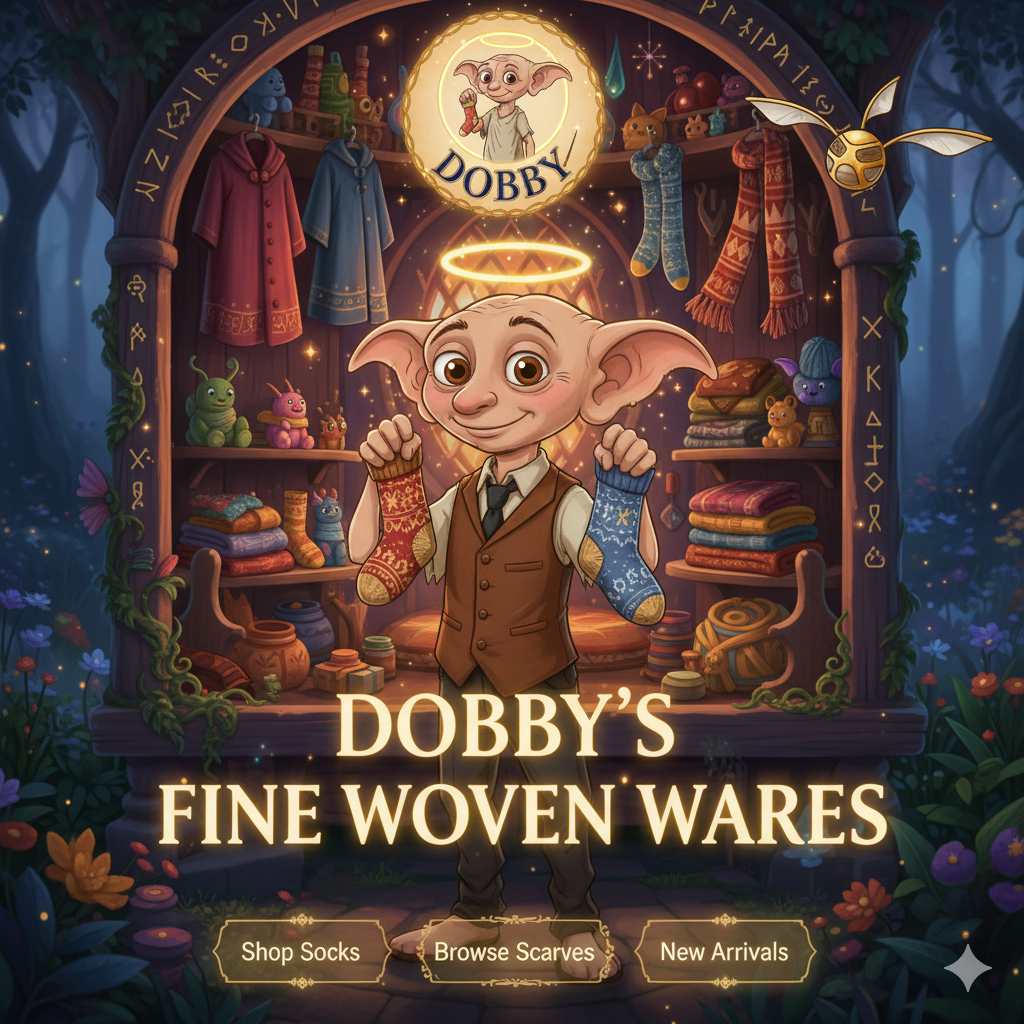 DOBBY
DOBBY'S
FINE WOVEN WARES
Shop Socks
Browse Scarves
New Arrivals